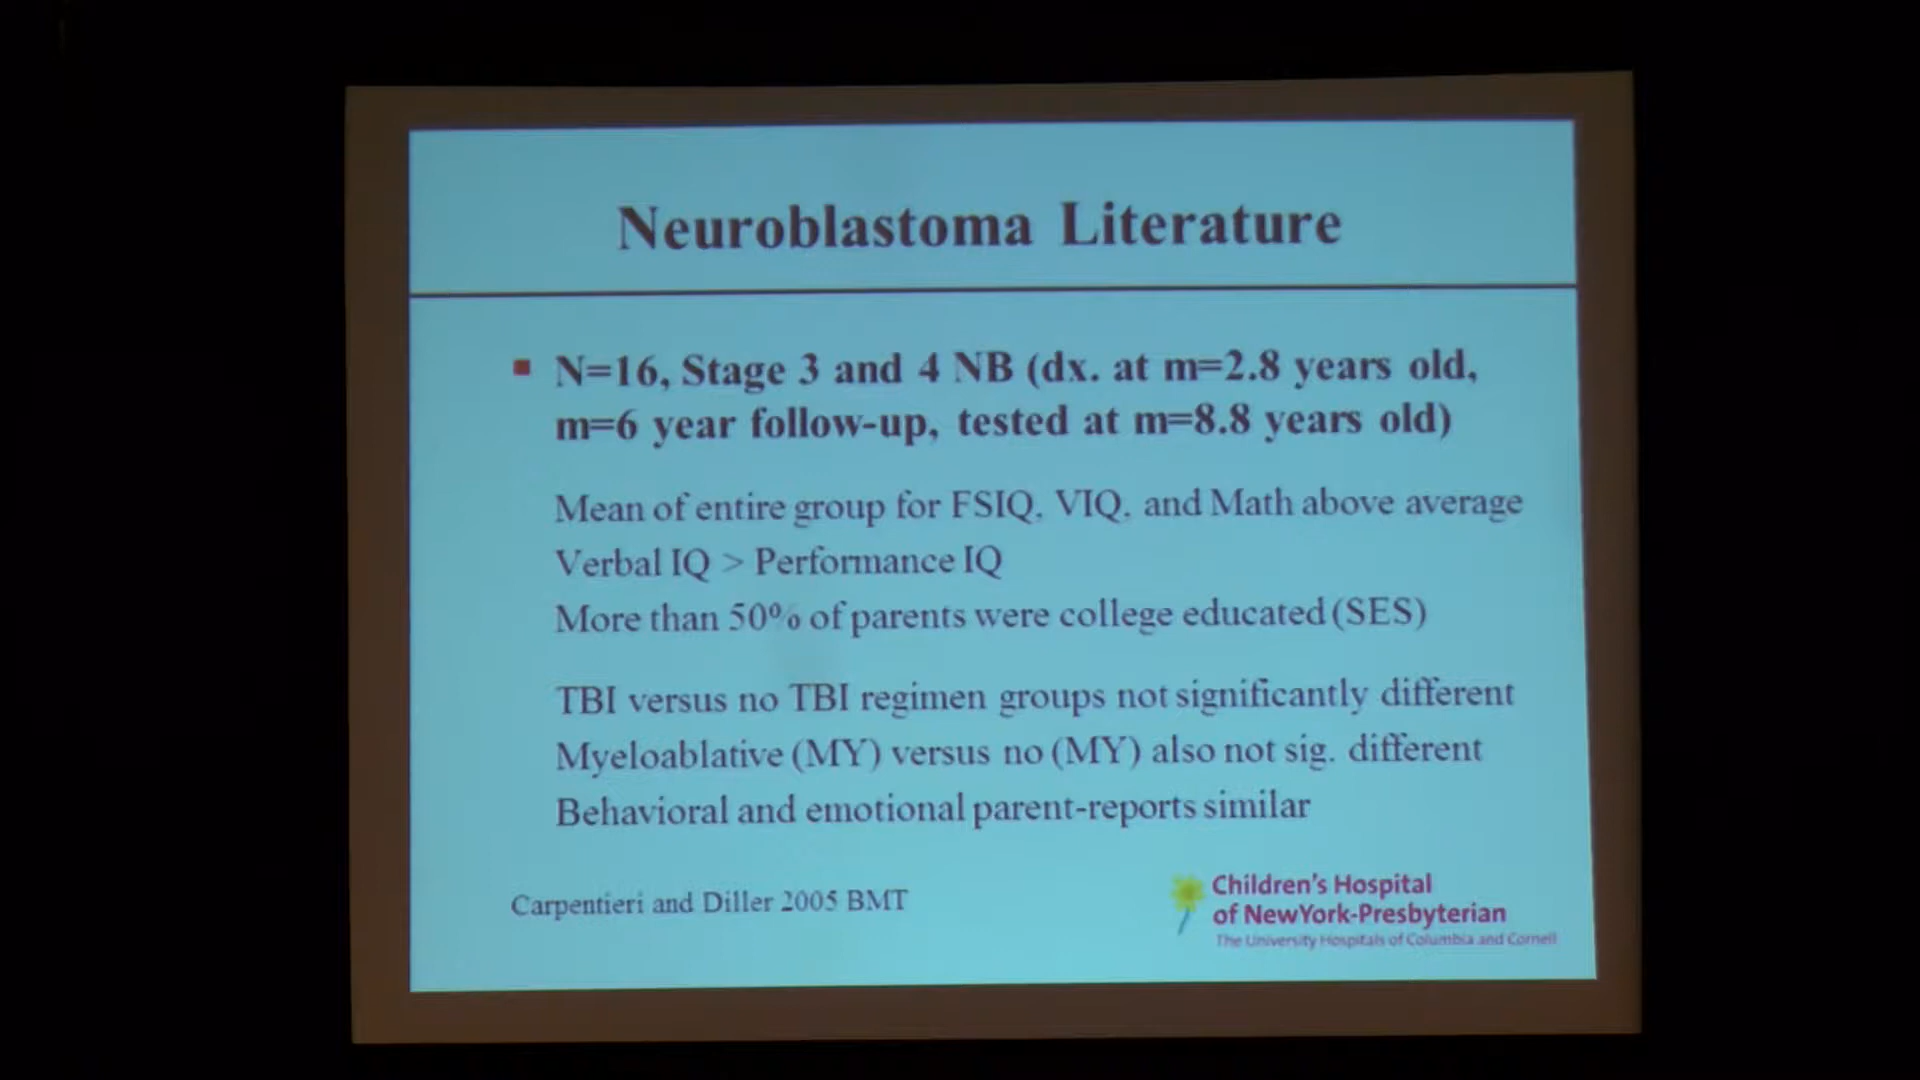 Neuroblastoma Literature
N=16, Stage 3 and 4 NB (dx. at m=2.8 years old,
m=6 year follow-up, tested at m=8.8 years old)
Mean of entire group for FSIQ, VIQ, and Math above average
Verbal IQ > Performance IQ
More than 50% of parents were college educated (SES)
TBI versus no TBI regimen groups not significantly different
Myeloablative (MY) versus no (MY) also not sig. different
Behavioral and emotional parent-reports similar
Carpentieri and Diller 2005 BMT
Children's Hospital
of NewYork-Presbyterian
The University Hospitals of Columbia and Cornell